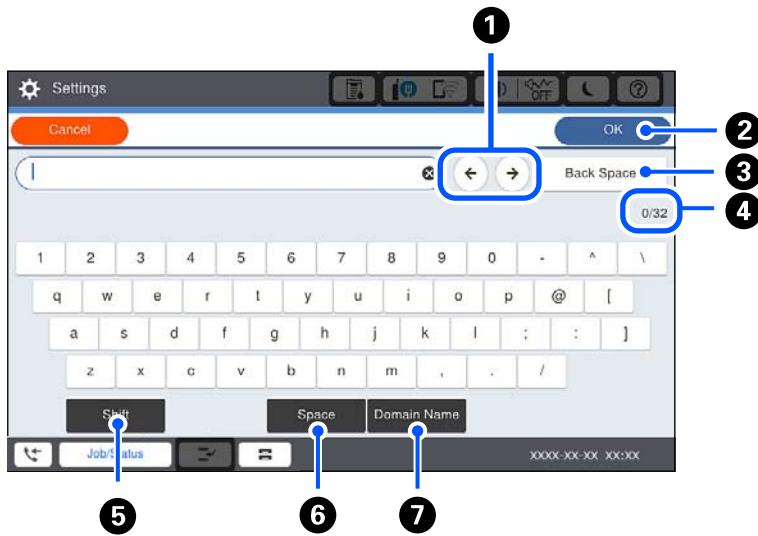 1
Settings
OFF
Cancel
OK
2
Back Space
3
0/32
4
1 2 3 4 5 6 7 8 9 0 - ^ \
q w e r t y u i o p @ [
a s d f g h j k l ; : ]
z x c v b n m , . /
Shift Space Domain Name
Job/Status XXXX-XX-XX XX:XX
5 6 7